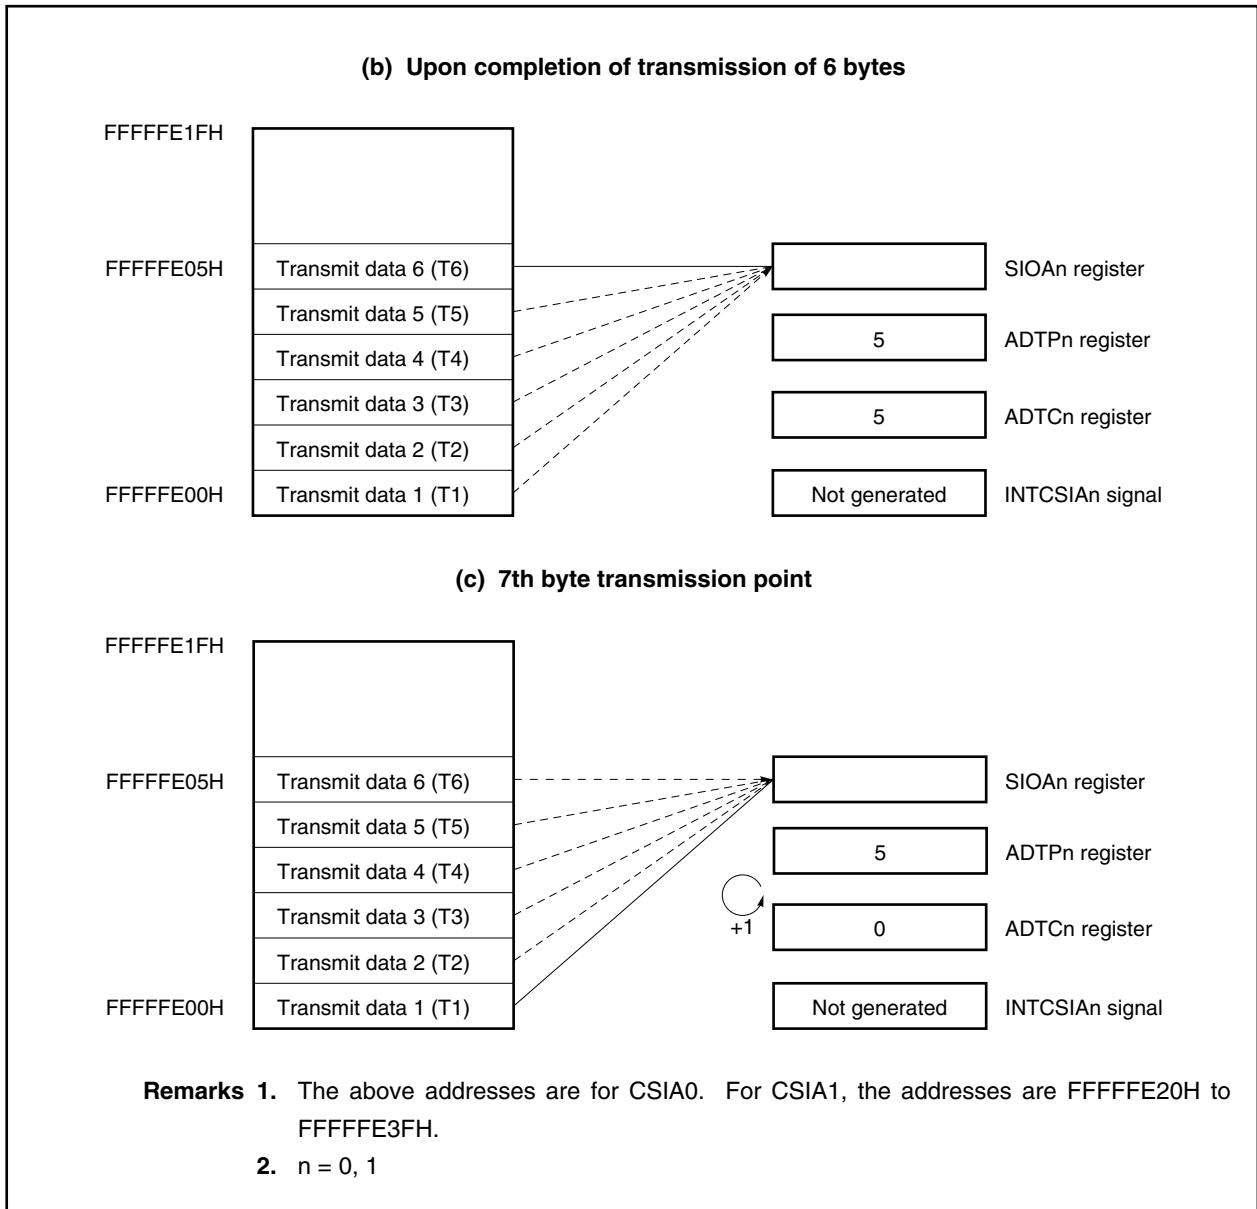 (b) Upon completion of transmission of 6 bytes
FFFFFE1FH
FFFFFE05H
Transmit data 6 (T6)
SIOAn register
Transmit data 5 (T5)
5
ADTPn register
Transmit data 4 (T4)
Transmit data 3 (T3)
5
ADTCn register
Transmit data 2 (T2)
FFFFFE00H
Transmit data 1 (T1)
Not generated
INTCSIAn signal
(c) 7th byte transmission point
FFFFFE1FH
FFFFFE05H
Transmit data 6 (T6)
SIOAn register
Transmit data 5 (T5)
5
ADTPn register
Transmit data 4 (T4)
Transmit data 3 (T3)
+1
0
ADTCn register
Transmit data 2 (T2)
FFFFFE00H
Transmit data 1 (T1)
Not generated
INTCSIAn signal
Remarks 1. The above addresses are for CSIA0. For CSIA1, the addresses are FFFFFE20H to
FFFFFE3FH.
2. n = 0, 1